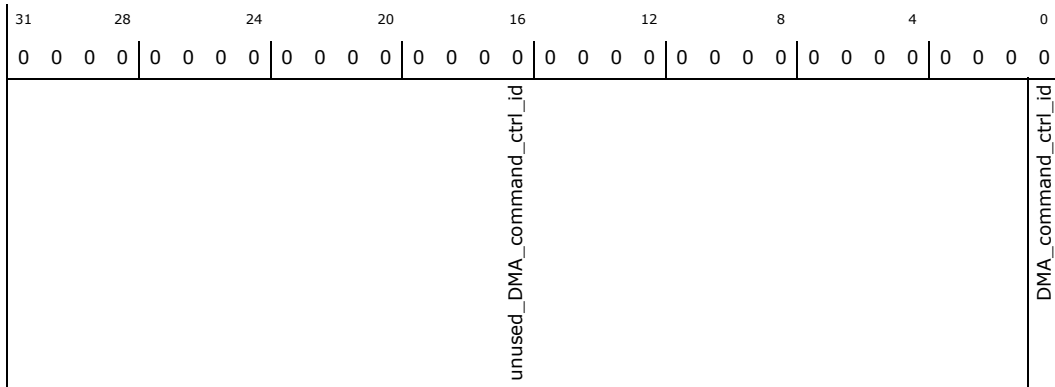 31 28 24 20 16 12 8 4 0
0 0 0 0 0 0 0 0 0 0 0 0 0 0 0 0 0 0 0 0 0 0 0 0 0 0 0 0 0 0 0 0
unused_DMA_command_ctrl_id
DMA_command_ctrl_id